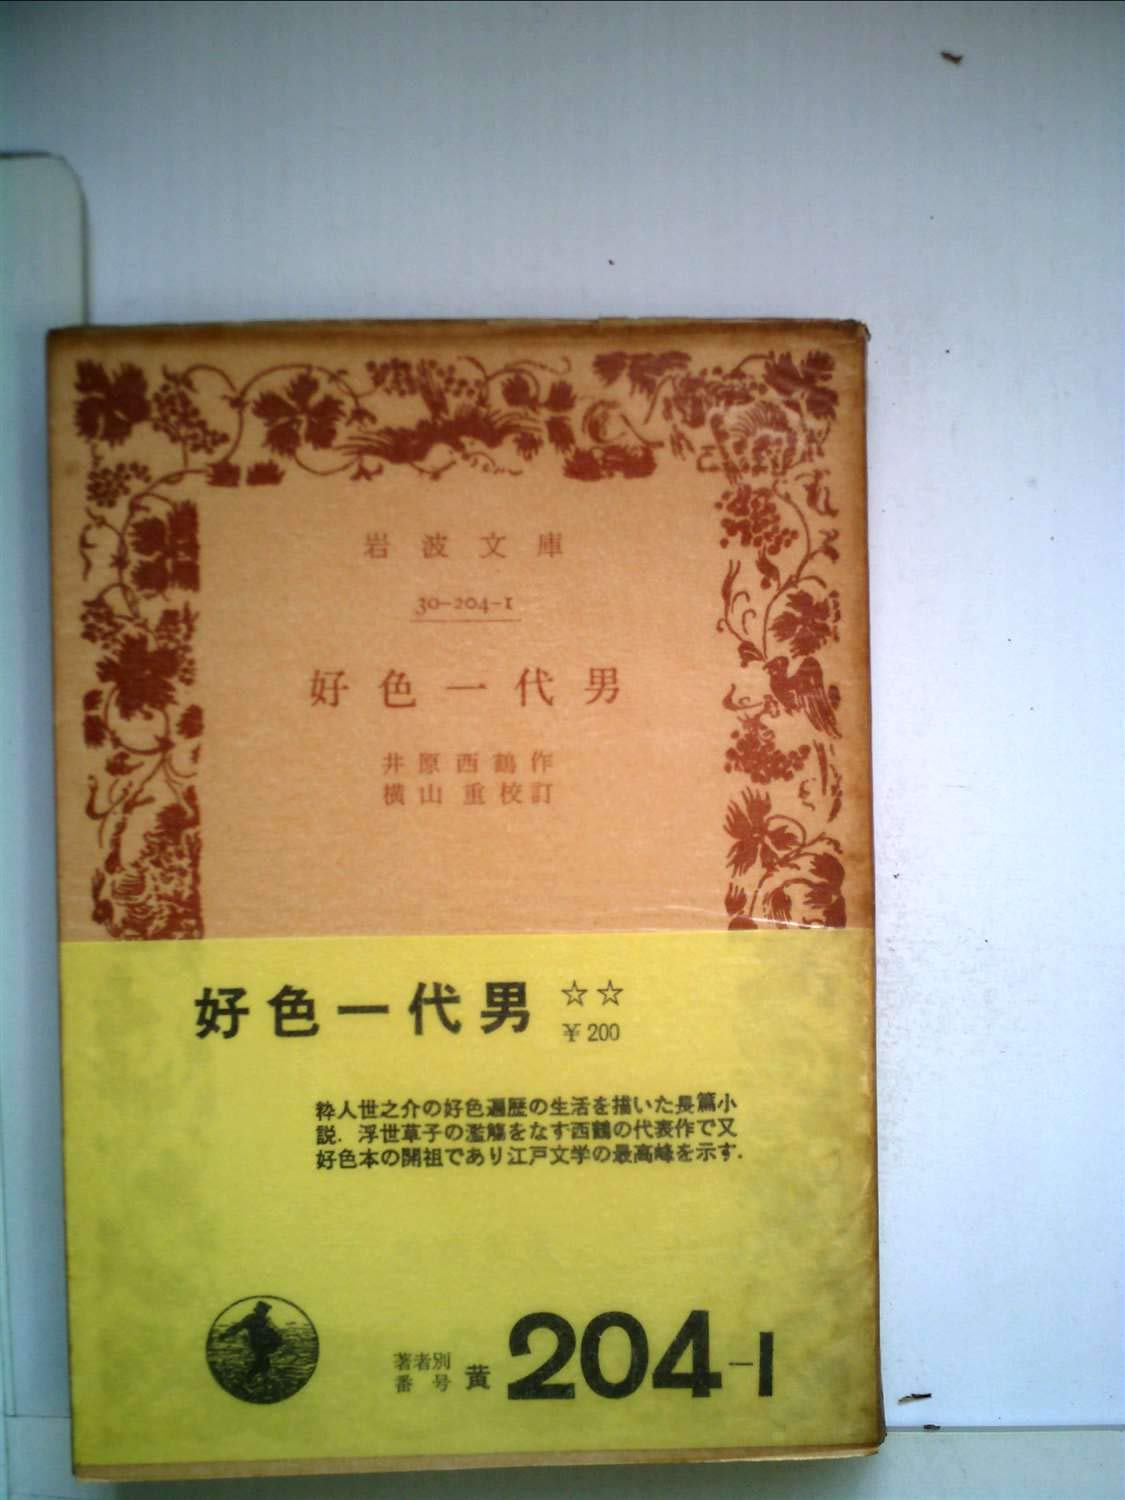 岩波文庫
30-204-1
好色一代男
井原西鶴作
横山 重校訂
好色一代男 ☆☆
¥200
粋人世之介の好色遍歴の生活を描いた長篇小
説．浮世草子の濫觴をなす西鶴の代表作で又
好色本の開祖であり江戸文学の最高峰を示す．
著者別
番号 黄 204-1